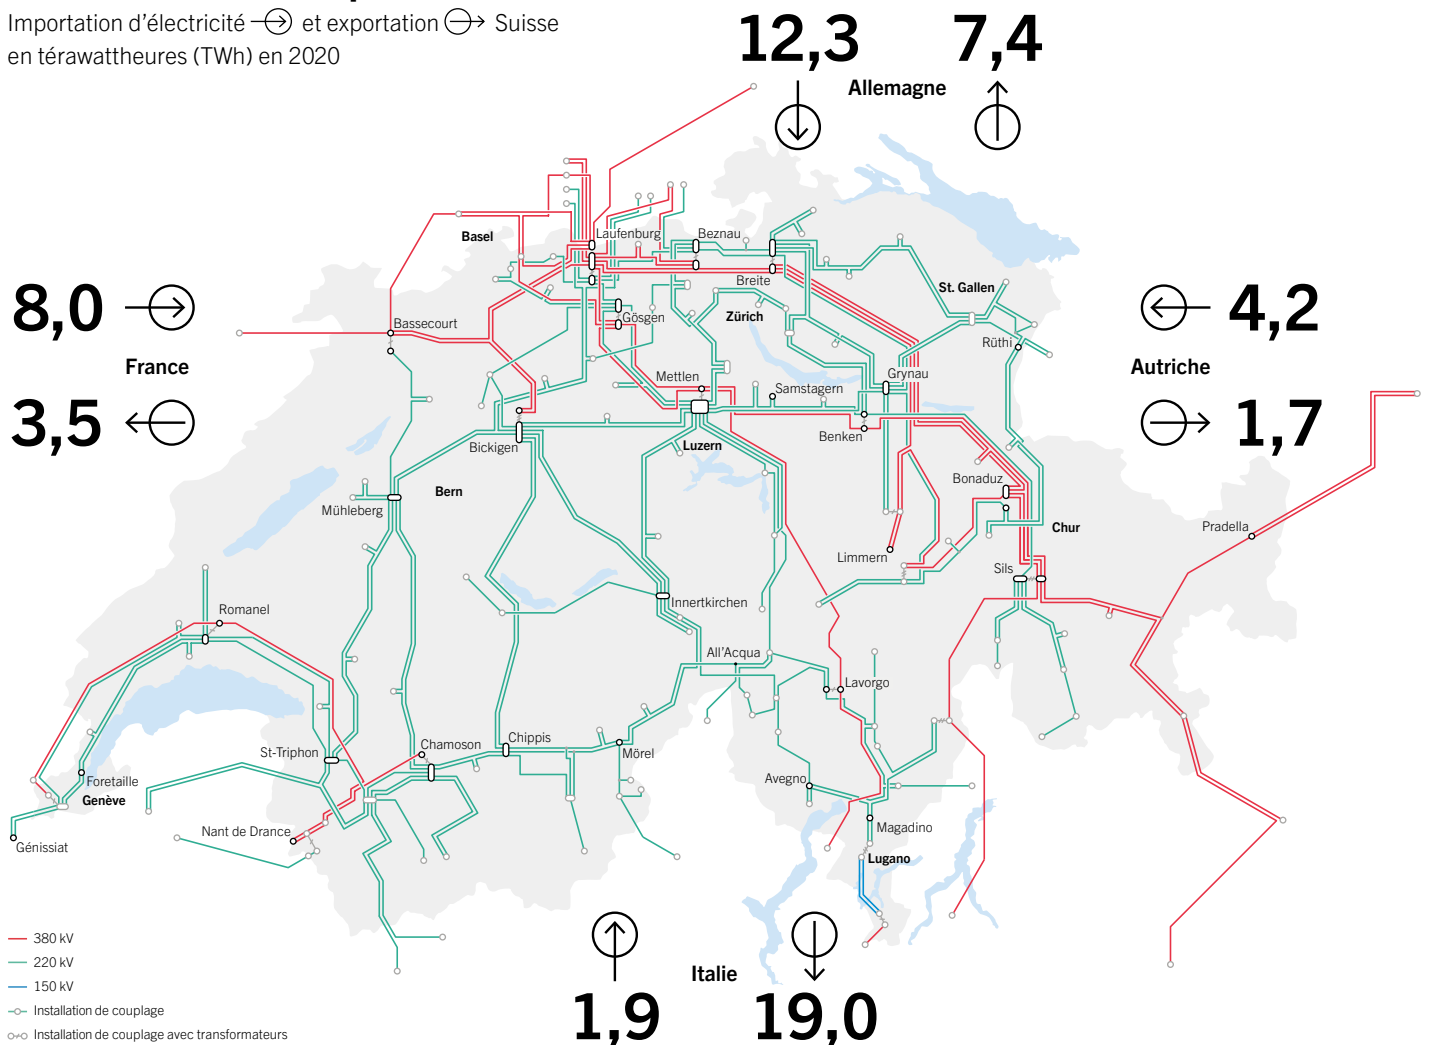 Importation d'électricité et exportation Suisse
en térawattheures (TWh) en 2020
12,3
7,4
Allemagne
8,0
France
3,5
4,2
Autriche
1,7
Basel
Laufenburg
Beznau
Breite
St. Gallen
Bassecourt
Gösgen
Zürich
Rüthi
Mettlen
Samstagern
Grynau
Bickigen
Luzern
Benken
Bern
Mühleberg
Bonaduz
Chur
Pradella
Limmern
Sils
Romanel
Innertkirchen
All'Acqua
Lavorgo
St-Triphon
Chamoson
Chippis
Mörel
Foretaille
Genève
Avegno
Nant de Drance
Génissiat
Magadino
Lugano
380 kV
220 kV
150 kV
Installation de couplage
Installation de couplage avec transformateurs
Italie
1,9
19,0